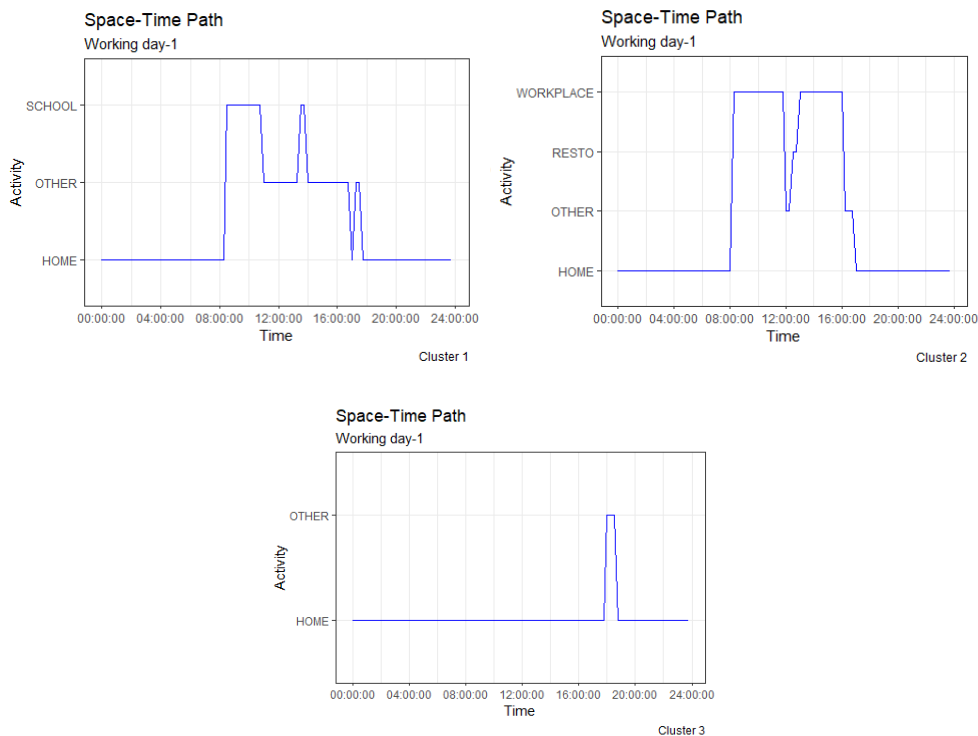 Space-Time Path
Working day-1
SCHOOL
OTHER
HOME
Activity
00:00:00 04:00:00 08:00:00 12:00:00 16:00:00 20:00:00 24:00:00
Time
Cluster 1
Space-Time Path
Working day-1
WORKPLACE
RESTO
OTHER
HOME
Activity
00:00:00 04:00:00 08:00:00 12:00:00 16:00:00 20:00:00 24:00:00
Time
Cluster 2
Space-Time Path
Working day-1
OTHER
HOME
Activity
00:00:00 04:00:00 08:00:00 12:00:00 16:00:00 20:00:00 24:00:00
Time
Cluster 3